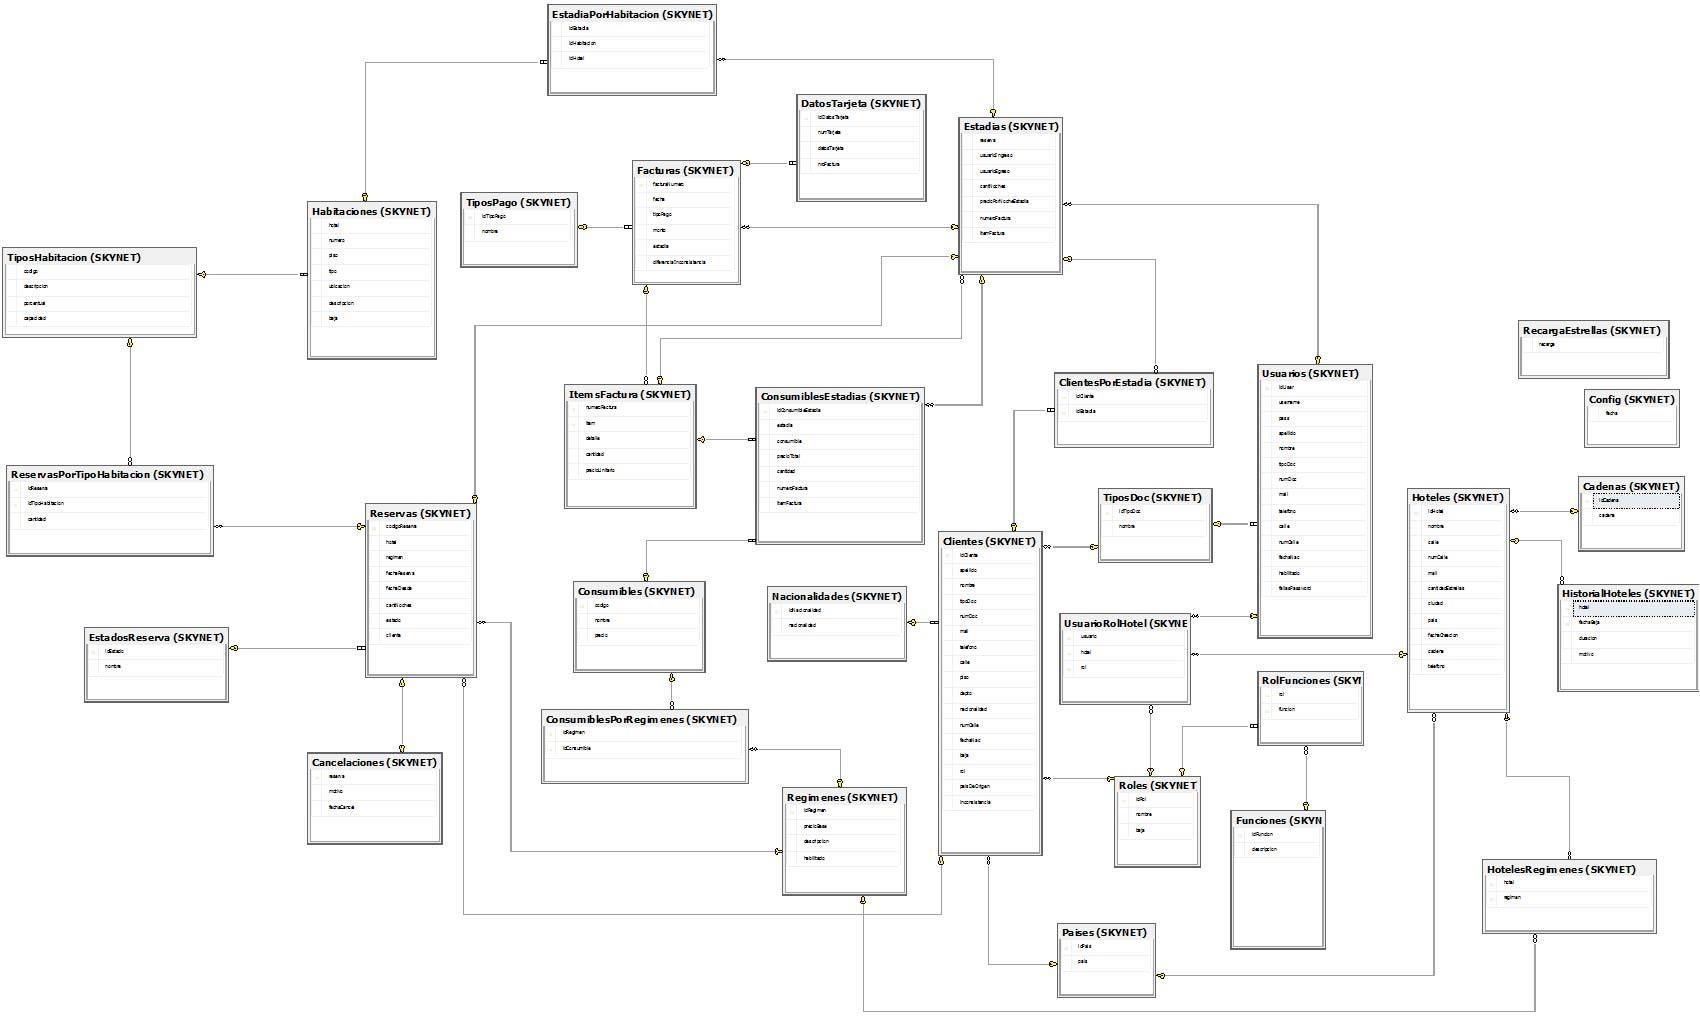 EstadiaPorHabitacion (SKYNET)
idEstadia
idHabitacion
idHotel
DatosTarjeta (SKYNET)
idDatosTarjeta
numTarjeta
datosTarjeta
nroFactura
Estadias (SKYNET)
reserva
usuarioIngreso
usuarioEgreso
cantNoches
precioPorNocheEstadia
numeroFactura
itemFactura
Facturas (SKYNET)
facturaNumero
fecha
tipoPago
monto
estadia
diferenciaInconsistencia
TiposPago (SKYNET)
idTipoPago
nombre
Habitaciones (SKYNET)
hotel
numero
piso
tipo
ubicacion
descripcion
baja
TiposHabitacion (SKYNET)
codigo
descripcion
porcentual
capacidad
RecargaEstrellas (SKYNET)
recarga
Config (SKYNET)
fecha
Usuarios (SKYNET)
idUser
username
pass
apellido
nombre
tipoDoc
numDoc
mail
telefono
calle
numCalle
fechaNac
habilitado
fallasPassword
ClientesPorEstadia (SKYNET)
idCliente
idEstadia
ItemsFactura (SKYNET)
numeroFactura
item
detalle
cantidad
precioUnitario
ConsumiblesEstadias (SKYNET)
idConsumibleEstadia
estadia
consumible
precioTotal
cantidad
numeroFactura
itemFactura
ReservasPorTipoHabitacion (SKYNET)
idReserva
idTipoHabitacion
cantidad
Reservas (SKYNET)
codigoReserva
hotel
regimen
fechaReserva
fechaDesde
cantNoches
estado
cliente
TiposDoc (SKYNET)
idTipoDoc
nombre
Hoteles (SKYNET)
idHotel
nombre
calle
numCalle
mail
cantidadEstrellas
ciudad
pais
fechaCreacion
cadena
telefono
Cadenas (SKYNET)
idCadena
cadena
HistorialHoteles (SKYNET)
hotel
fechaBaja
duracion
motivo
Clientes (SKYNET)
idCliente
apellido
nombre
tipoDoc
numDoc
mail
telefono
calle
piso
depto
nacionalidad
numCalle
fechaNac
baja
rol
paisDeOrigen
inconsistencia
Consumibles (SKYNET)
codigo
nombre
precio
Nacionalidades (SKYNET)
idNacionalidad
nacionalidad
UsuarioRolHotel (SKYNE
usuario
hotel
rol
EstadosReserva (SKYNET)
idEstado
nombre
RolFunciones (SKY
rol
funcion
ConsumiblesPorRegimenes (SKYNET)
idRegimen
idConsumible
Cancelaciones (SKYNET)
reserva
motivo
fechaCancel
Regimenes (SKYNET)
idRegimen
precioBase
descripcion
habilitado
Roles (SKYNET
idRol
nombre
baja
Funciones (SKYN
idFuncion
descripcion
HotelesRegimenes (SKYNET)
hotel
regimen
Paises (SKYNET)
idPais
pais